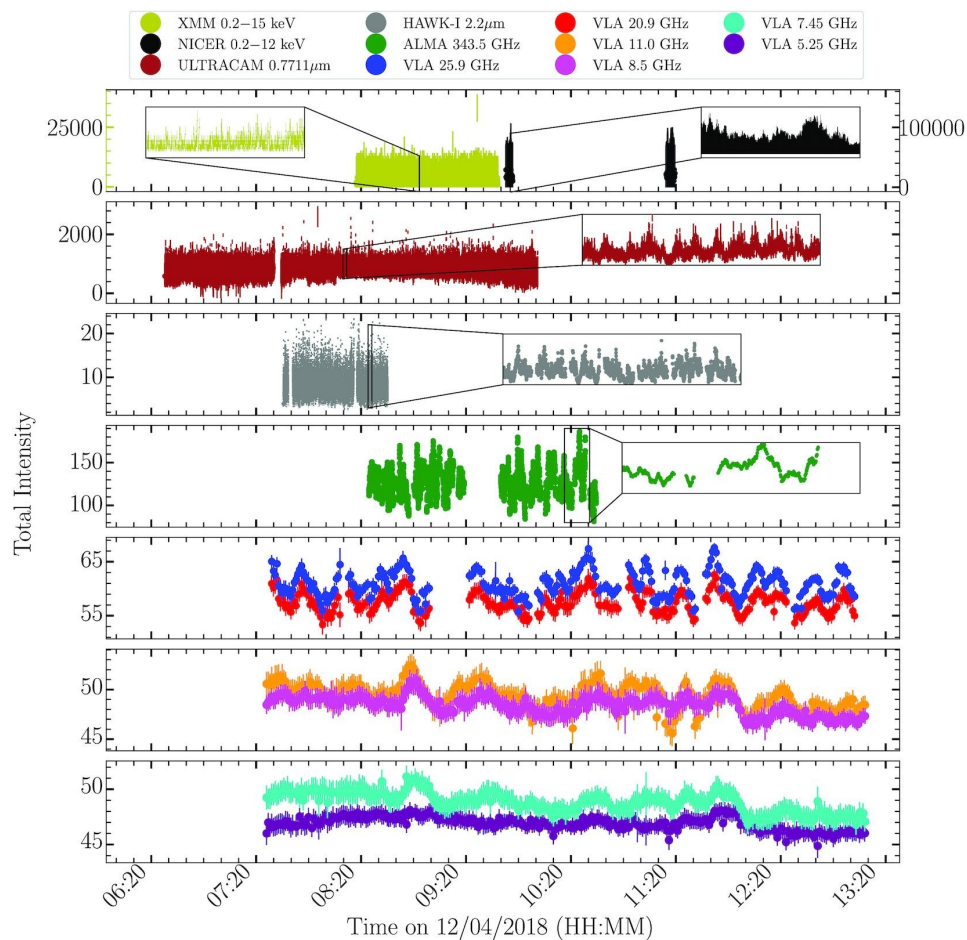 XMM 0.2−15 keV HAWK-I 2.2μm VLA 20.9 GHz VLA 7.45 GHz
NICER 0.2−12 keV ALMA 343.5 GHz VLA 11.0 GHz VLA 5.25 GHz
ULTRACAM 0.7711μm VLA 25.9 GHz VLA 8.5 GHz
25000 100000
0 0
2000
0
20
10
Total Intensity
150
100
65
55
50
45
50
45
06:20 07:20 08:20 09:20 10:20 11:20 12:20 13:20
Time on 12/04/2018 (HH:MM)